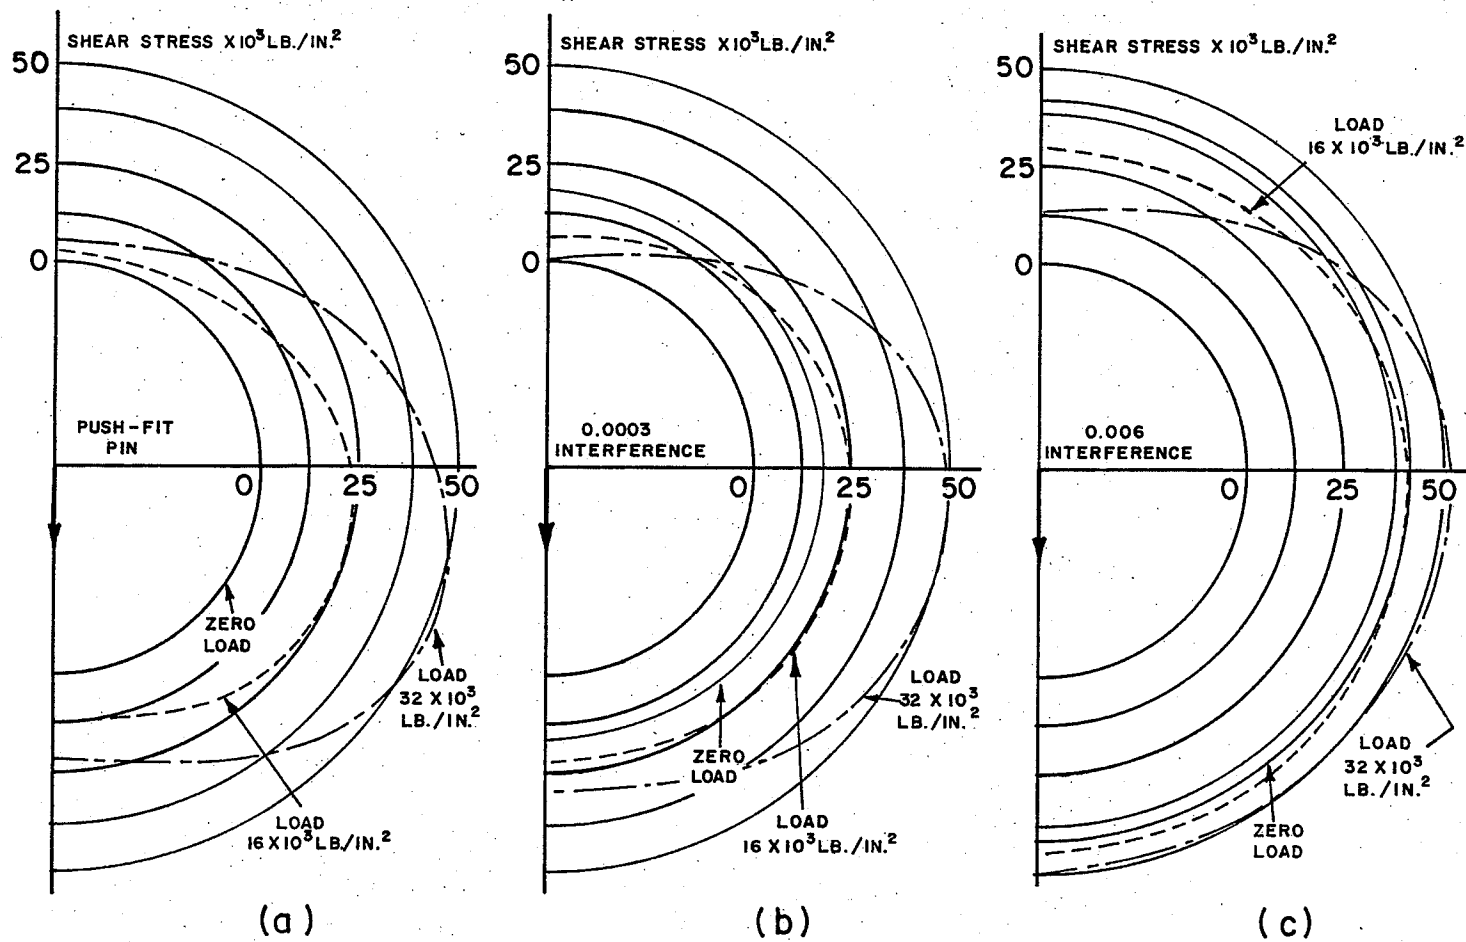 SHEAR STRESS X10³LB./IN.²
50
25
0
PUSH-FIT
PIN
0 25 50
ZERO
LOAD
LOAD
32 X 10³
LB./IN.²
LOAD
16 X10³LB./IN.²
(a)
SHEAR STRESS X10³LB./IN.²
50
25
0
0.0003
INTERFERENCE
0 25 50
LOAD
32 X 10³
LB./IN.²
ZERO
LOAD
LOAD
16 X 10³LB./IN.²
(b)
SHEAR STRESS X 10³LB./IN.²
50
LOAD
16 X 10³LB./IN.²
25
0
0.006
INTERFERENCE
0 25 50
LOAD
32 X 10³
LB./IN.²
ZERO
LOAD
(c)